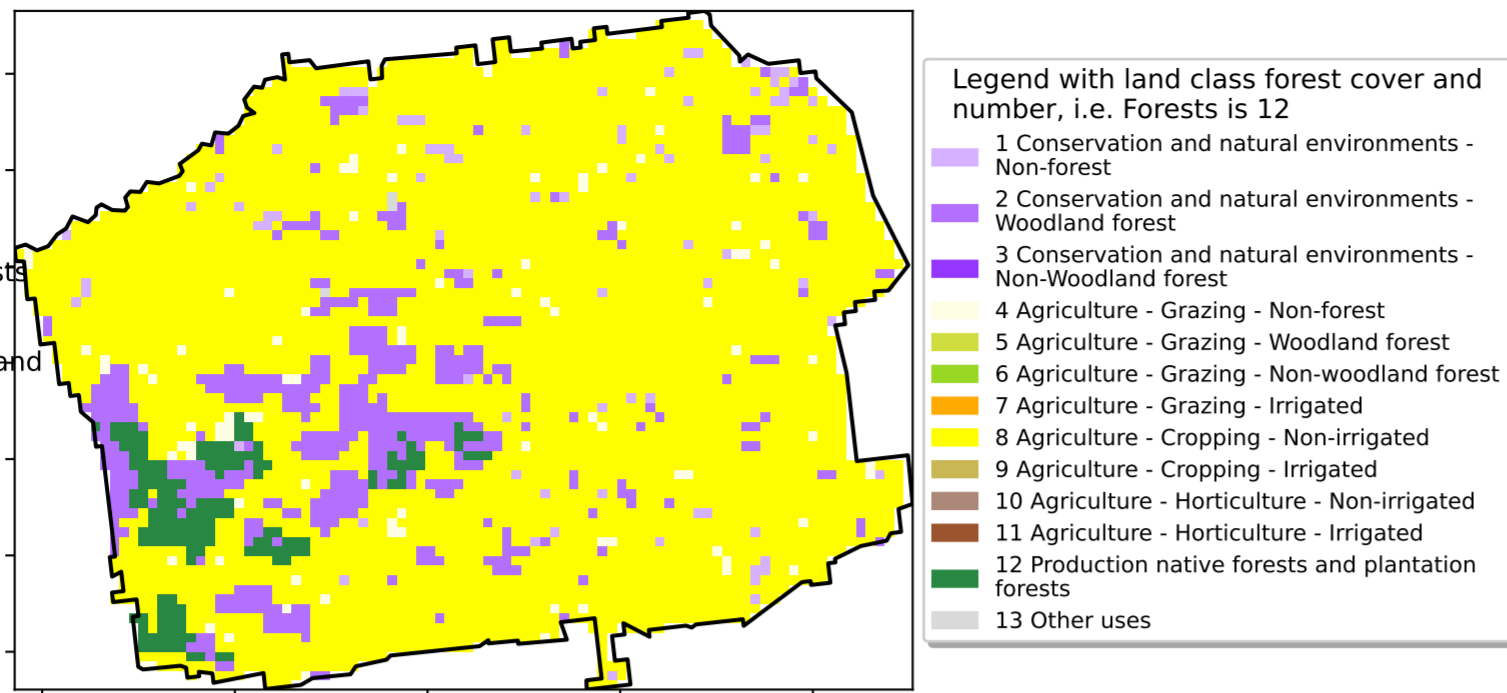 Legend with land class forest cover and
number, i.e. Forests is 12
1 Conservation and natural environments -
Non-forest
2 Conservation and natural environments -
Woodland forest
3 Conservation and natural environments -
Non-Woodland forest
4 Agriculture - Grazing - Non-forest
5 Agriculture - Grazing - Woodland forest
6 Agriculture - Grazing - Non-woodland forest
7 Agriculture - Grazing - Irrigated
8 Agriculture - Cropping - Non-irrigated
9 Agriculture - Cropping - Irrigated
10 Agriculture - Horticulture - Non-irrigated
11 Agriculture - Horticulture - Irrigated
12 Production native forests and plantation
forests
13 Other uses
sts
and